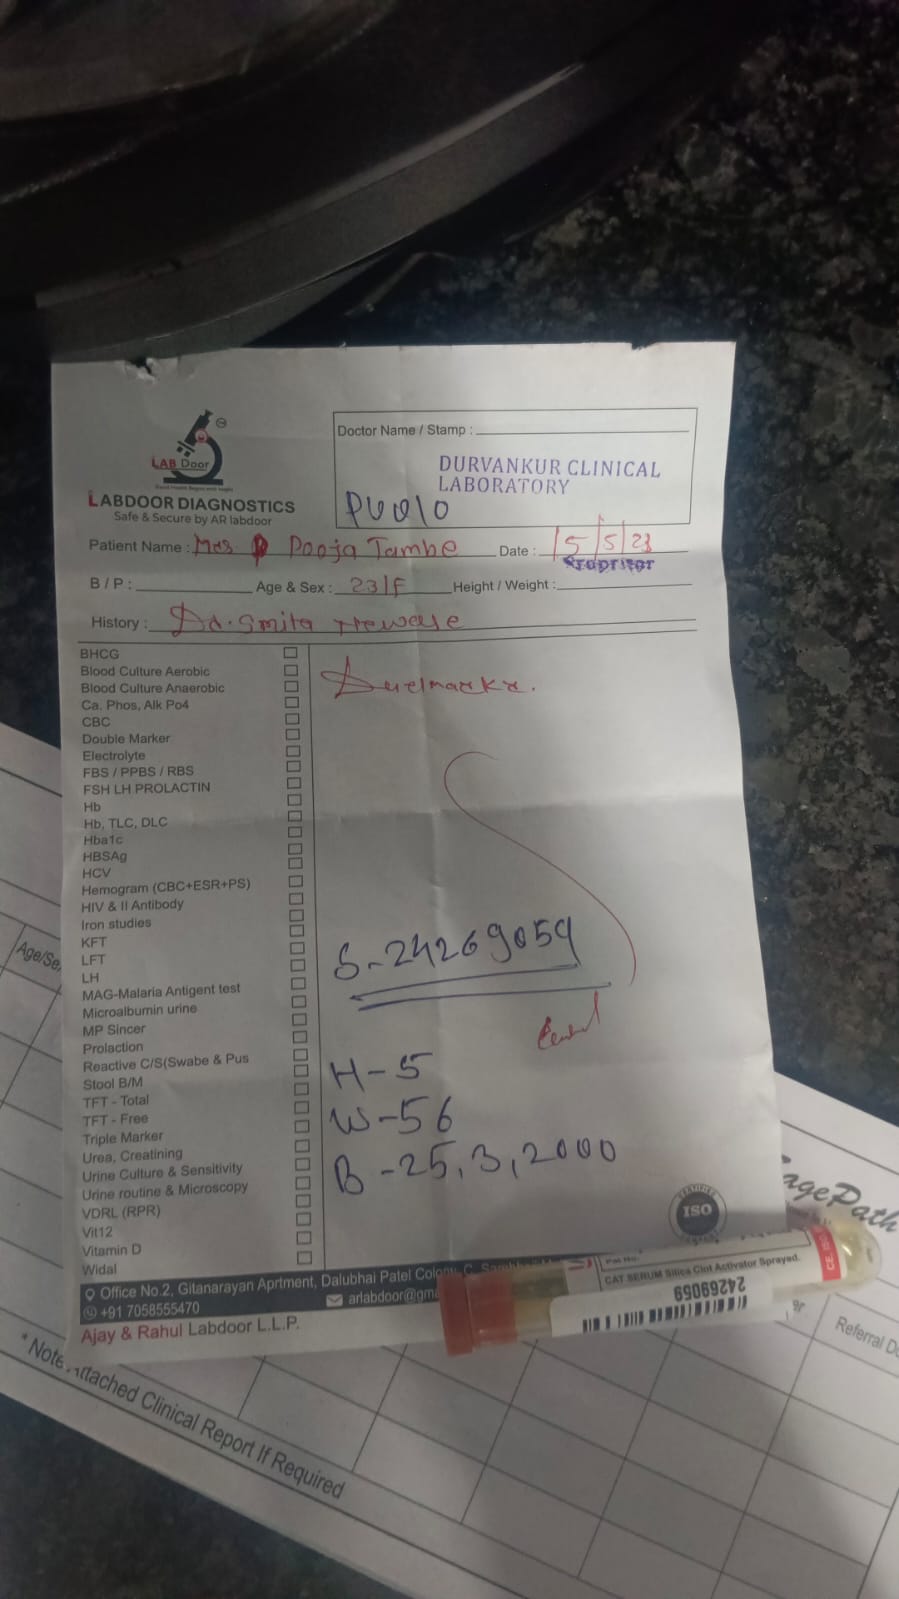 LAB Door
LABDOOR DIAGNOSTICS
Safe & Secure by AR labdoor
Doctor Name / Stamp :
DURVANKUR CLINICAL
LABORATORY
PU010
Patient Name : Mrs Pooja Tambe Date : 15/5/23
B / P : Age & Sex : 23/F Height / Weight :
History : Dr. Smita
BHCG
Blood Culture Aerobic
Blood Culture Anaerobic
Ca, Phos, Alk Po4
CBC
Double Marker
Electrolyte
FBS / PPBS / RBS
FSH LH PROLACTIN
Hb
Hb, TLC, DLC
Hba1c
HBSAg
HCV
Hemogram (CBC+ESR+PS)
HIV & II Antibody
Iron studies
KFT
LFT
LH
MAG-Malaria Antigent test
Microalbumin urine
MP Sincer
Prolaction
Reactive C/S(Swabe & Pus
Stool B/M
TFT - Total
TFT - Free
Triple Marker
Urea, Creatining
Urine Culture & Sensitivity
Urine routine & Microscopy
VDRL (RPR)
Vit12
Vitamin D
Widal
S-24269059
H-5
W-56
B-25,3,2000
CERTIFIED
ISO
Office No.2, Gitanarayan Aprtment, Dalubhai Patel Colony, C.
+91 7058555470 arlabdoor@gm
Ajay & Rahul Labdoor L.L.P.
CAT SERUM Silica Clot Activator Sprayed.
24269059
Age/Se
agePath
Referral D
* Note: Attached Clinical Report If Required